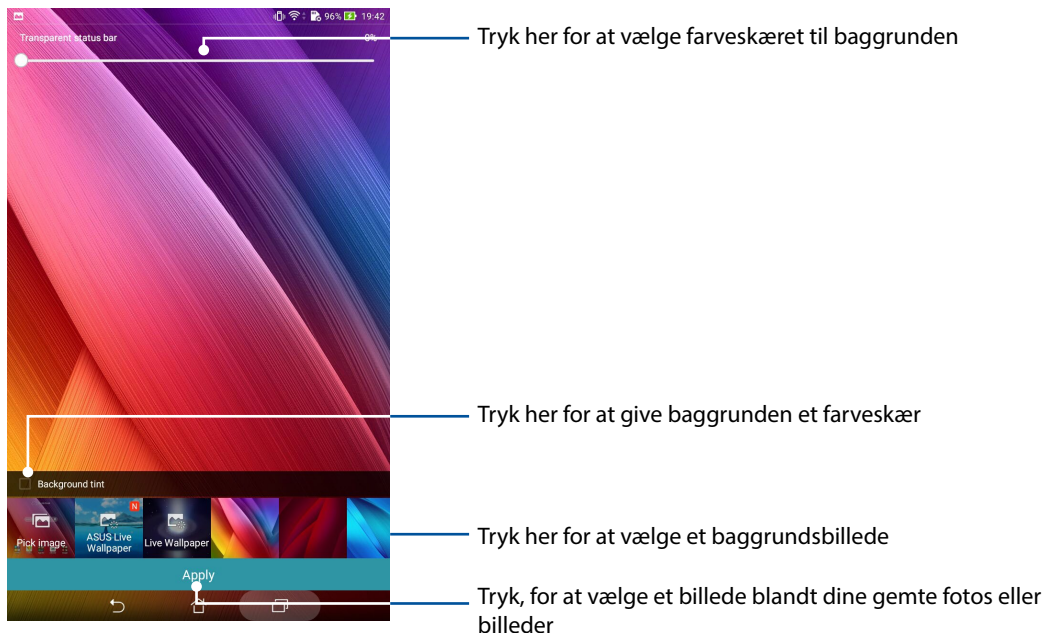 96% 19:42
Transparent status bar 0%
Tryk her for at vælge farveskæret til baggrunden
Tryk her for at give baggrunden et farveskær
Background tint
N
Pick image ASUS Live Wallpaper Live Wallpaper
Tryk her for at vælge et baggrundsbillede
Apply
Tryk, for at vælge et billede blandt dine gemte fotos eller
billeder